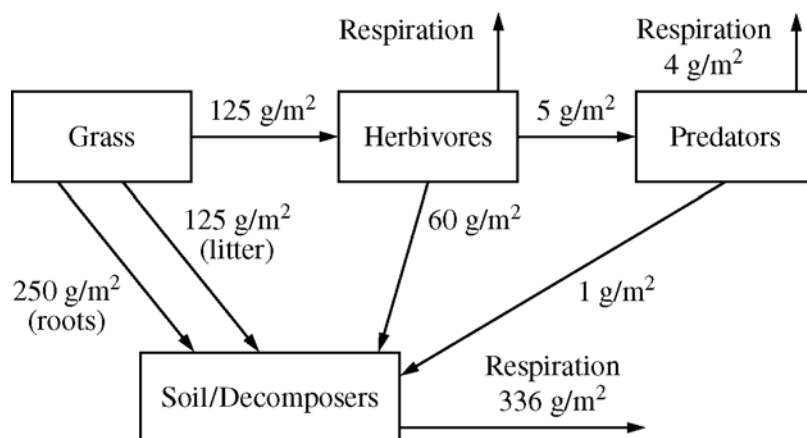 Respiration
Respiration
4 g/m²
125 g/m²
5 g/m²
Grass
Herbivores
Predators
125 g/m²
(litter)
60 g/m²
250 g/m²
(roots)
1 g/m²
Soil/Decomposers
Respiration
336 g/m²